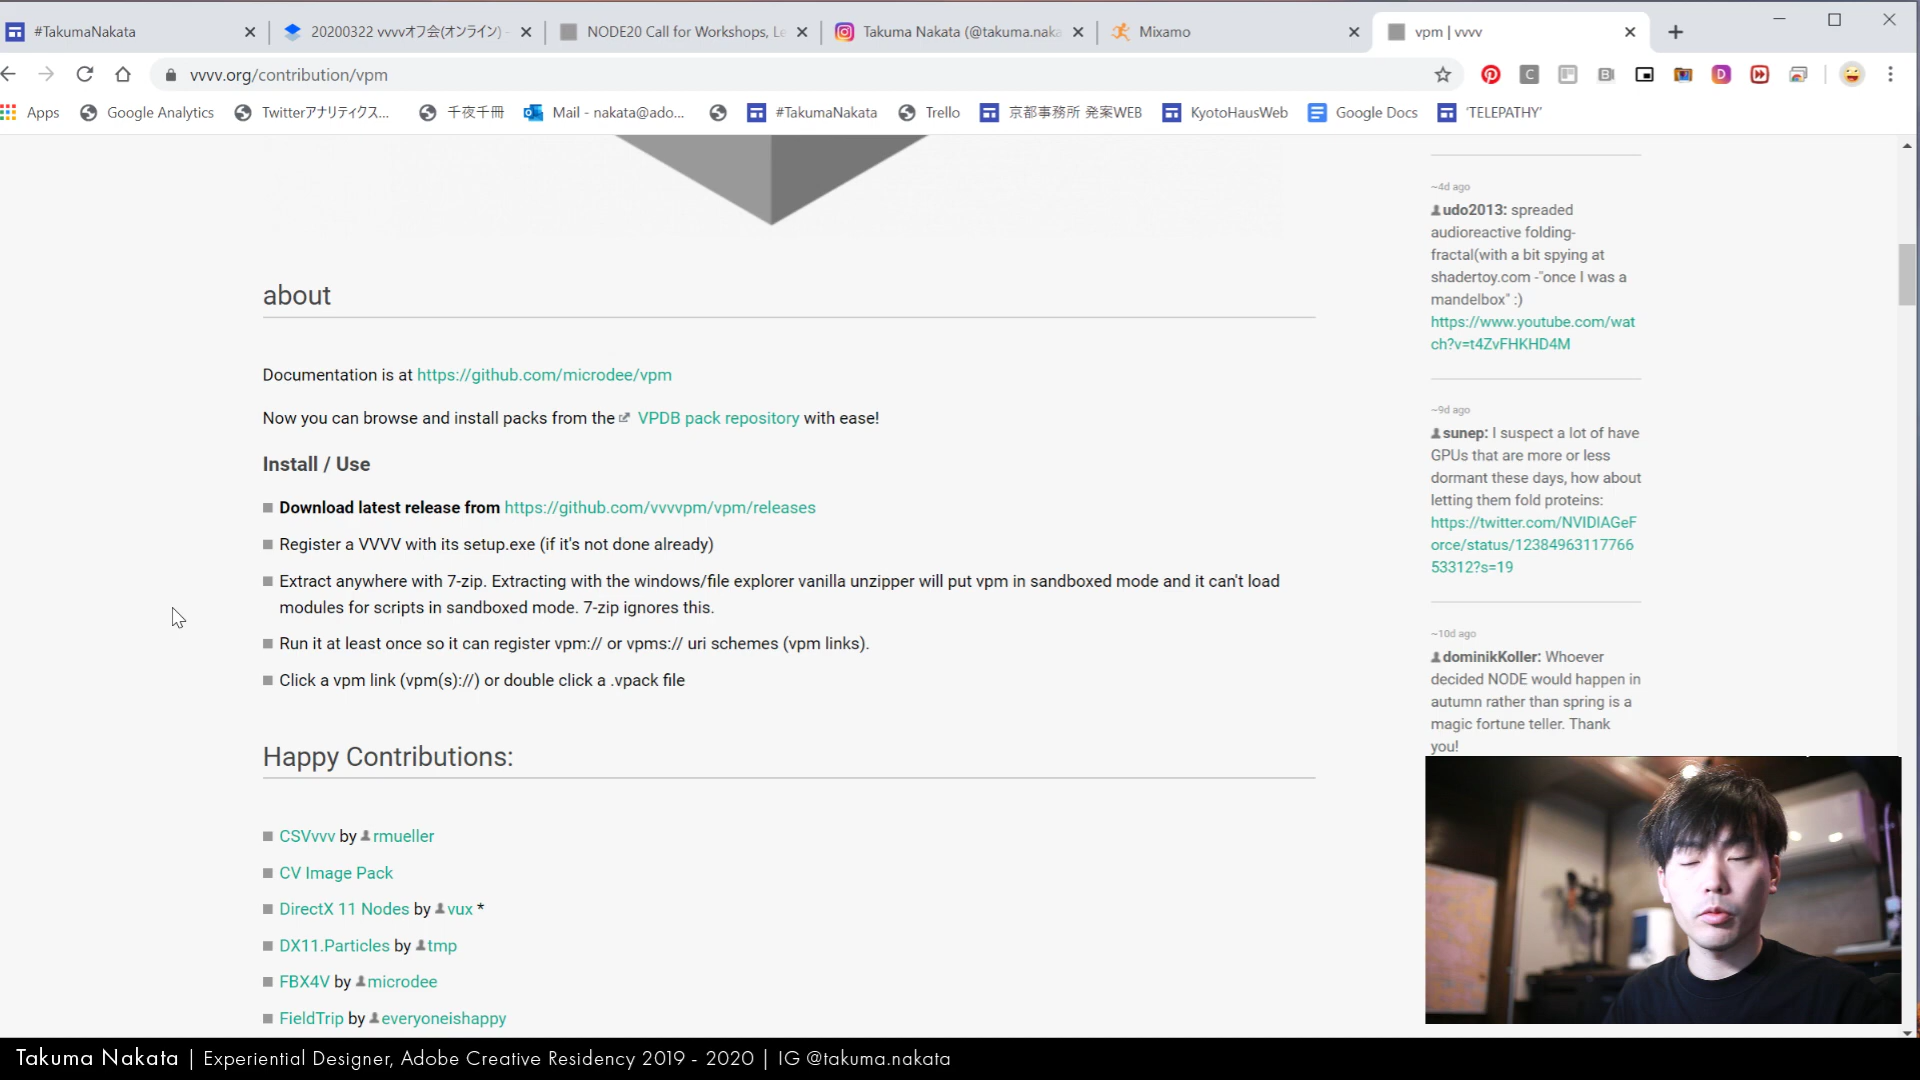 #TakumaNakata
20200322 vvvvオフ会(オンライン) -
NODE20 Call for Workshops, Le
Takuma Nakata (@takuma.naka
Mixamo
vpm | vvvv
vvvv.org/contribution/vpm
Apps
Google Analytics
Twitterアナリティクス...
千夜千冊
Mail - nakata@ado...
#TakumaNakata
Trello
京都事務所 発案WEB
KyotoHausWeb
Google Docs
'TELEPATHY'
about
Documentation is at https://github.com/microdee/vpm
Now you can browse and install packs from the VPDB pack repository with ease!
Install / Use
Download latest release from https://github.com/vvvvpm/vpm/releases
Register a VVVV with its setup.exe (if it's not done already)
Extract anywhere with 7-zip. Extracting with the windows/file explorer vanilla unzipper will put vpm in sandboxed mode and it can't load
modules for scripts in sandboxed mode. 7-zip ignores this.
Run it at least once so it can register vpm:// or vpms:// uri schemes (vpm links).
Click a vpm link (vpm(s)://) or double click a .vpack file
Happy Contributions:
CSVvvv by rmueller
CV Image Pack
DirectX 11 Nodes by vux *
DX11.Particles by tmp
FBX4V by microdee
FieldTrip by everyoneishappy
~4d ago
udo2013: spreaded
audioreactive folding-
fractal(with a bit spying at
shadertoy.com -"once I was a
mandelbox" :)
https://www.youtube.com/wat
ch?v=t4ZvFHKHD4M
~9d ago
sunep: I suspect a lot of have
GPUs that are more or less
dormant these days, how about
letting them fold proteins:
https://twitter.com/NVIDIAGeF
orce/status/12384963117766
53312?s=19
~10d ago
dominikKoller: Whoever
decided NODE would happen in
autumn rather than spring is a
magic fortune teller. Thank
you!
Takuma Nakata | Experiential Designer, Adobe Creative Residency 2019 - 2020 | IG @takuma.nakata